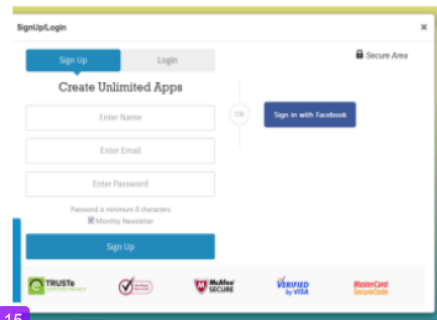 SignUp/Login
×
Sign Up
Login
Secure Area
Create Unlimited Apps
Enter Name
OR
Sign in with Facebook
Enter Email
Enter Password
Password is minimum 8 characters
Monthly Newsletter
Sign Up
TRUSTe
CERTIFIED PRIVACY
McAfee
SECURE
VERIFIED
by VISA
MasterCard.
SecureCode.
15